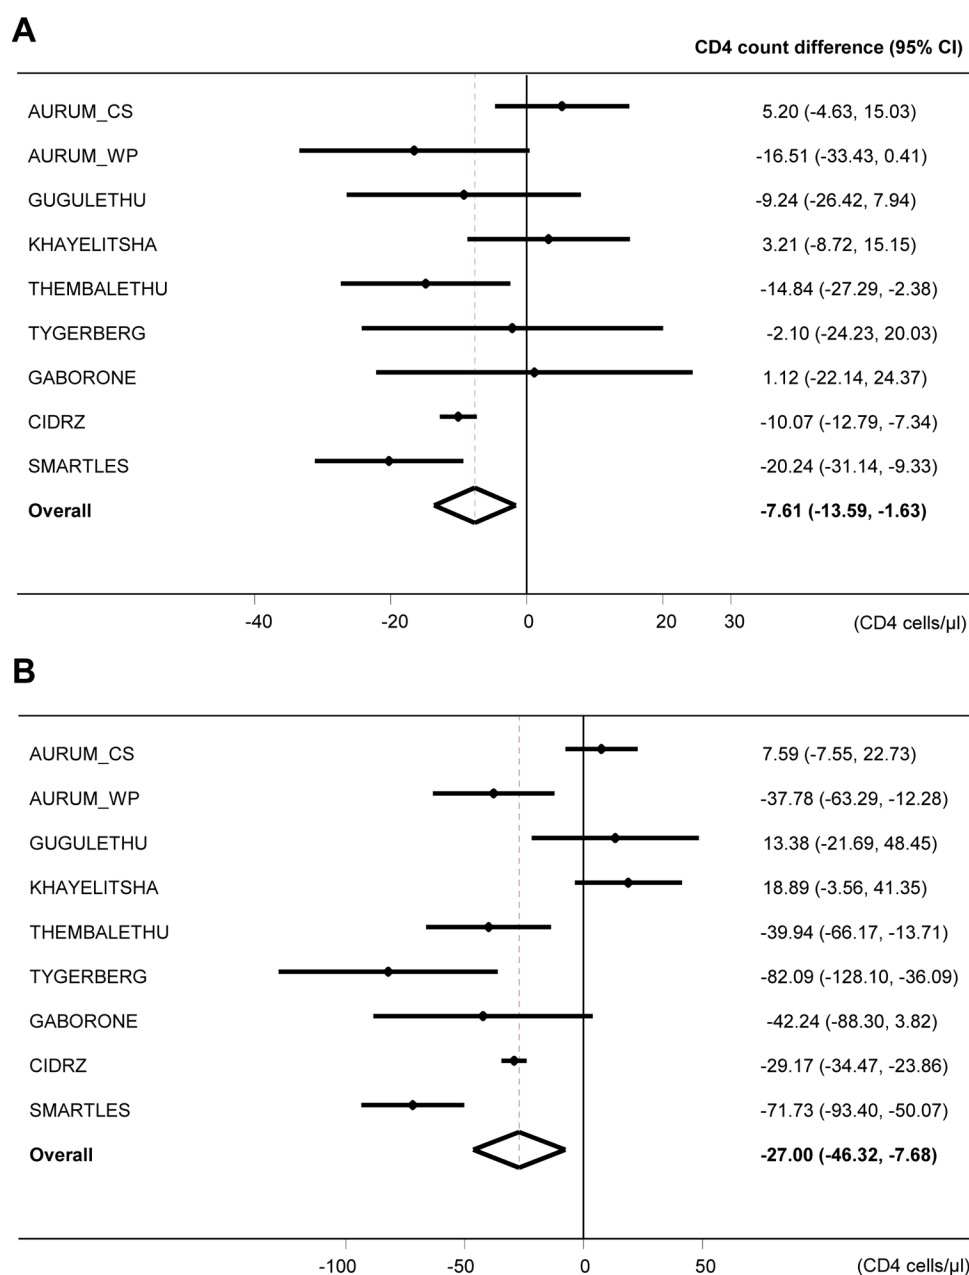 A
CD4 count difference (95% CI)
AURUM_CS 5.20 (-4.63, 15.03)
AURUM_WP -16.51 (-33.43, 0.41)
GUGULETHU -9.24 (-26.42, 7.94)
KHAYELITSHA 3.21 (-8.72, 15.15)
THEMBALETHU -14.84 (-27.29, -2.38)
TYGERBERG -2.10 (-24.23, 20.03)
GABORONE 1.12 (-22.14, 24.37)
CIDRZ -10.07 (-12.79, -7.34)
SMARTLES -20.24 (-31.14, -9.33)
Overall -7.61 (-13.59, -1.63)
-40 -20 0 20 30 (CD4 cells/µl)
B
AURUM_CS 7.59 (-7.55, 22.73)
AURUM_WP -37.78 (-63.29, -12.28)
GUGULETHU 13.38 (-21.69, 48.45)
KHAYELITSHA 18.89 (-3.56, 41.35)
THEMBALETHU -39.94 (-66.17, -13.71)
TYGERBERG -82.09 (-128.10, -36.09)
GABORONE -42.24 (-88.30, 3.82)
CIDRZ -29.17 (-34.47, -23.86)
SMARTLES -71.73 (-93.40, -50.07)
Overall -27.00 (-46.32, -7.68)
-100 -50 0 50 (CD4 cells/µl)